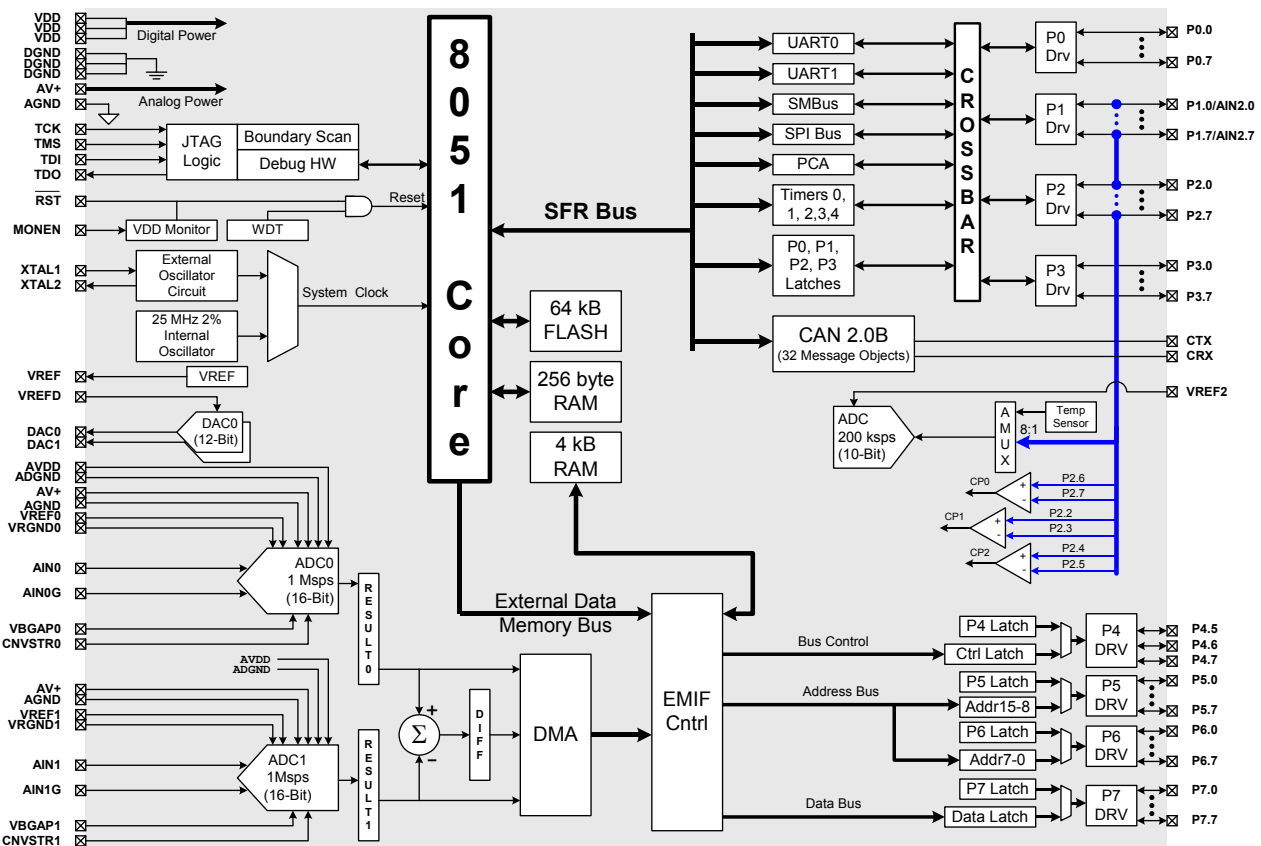 VDD
VDD
VDD
Digital Power
DGND
DGND
DGND
AV+
Analog Power
AGND
TCK
TMS
TDI
TDO
JTAG
Logic
Boundary Scan
Debug HW
RST
Reset
MONEN
VDD Monitor
WDT
XTAL1
XTAL2
External
Oscillator
Circuit
System Clock
25 MHz 2%
Internal
Oscillator
VREF
VREF
VREFD
DAC0
(12-Bit)
DAC0
DAC1
AVDD
ADGND
AV+
AGND
VREF0
VRGND0
ADC0
1 Msps
(16-Bit)
AIN0
AIN0G
VBGAP0
CNVSTR0
RESULT0
AVDD
ADGND
AV+
AGND
VREF1
VRGND1
ADC1
1Msps
(16-Bit)
AIN1
AIN1G
VBGAP1
CNVSTR1
RESULT1
+
Σ
−
DIFF
DMA
8051 Core
64 kB
FLASH
256 byte
RAM
4 kB
RAM
External Data
Memory Bus
EMIF
Cntrl
SFR Bus
UART0
UART1
SMBus
SPI Bus
PCA
Timers 0,
1, 2,3,4
P0, P1,
P2, P3
Latches
CROSSBAR
P0
Drv
P1
Drv
P2
Drv
P3
Drv
P0.0
P0.7
P1.0/AIN2.0
P1.7/AIN2.7
P2.0
P2.7
P3.0
P3.7
CAN 2.0B
(32 Message Objects)
CTX
CRX
VREF2
ADC
200 ksps
(10-Bit)
AMUX
8:1
Temp
Sensor
CP0
+
-
P2.6
P2.7
CP1
+
-
P2.2
P2.3
CP2
+
-
P2.4
P2.5
Bus Control
P4 Latch
Ctrl Latch
P4
DRV
P4.5
P4.6
P4.7
Address Bus
P5 Latch
Addr15-8
P5
DRV
P5.0
P5.7
P6 Latch
Addr7-0
P6
DRV
P6.0
P6.7
Data Bus
P7 Latch
Data Latch
P7
DRV
P7.0
P7.7